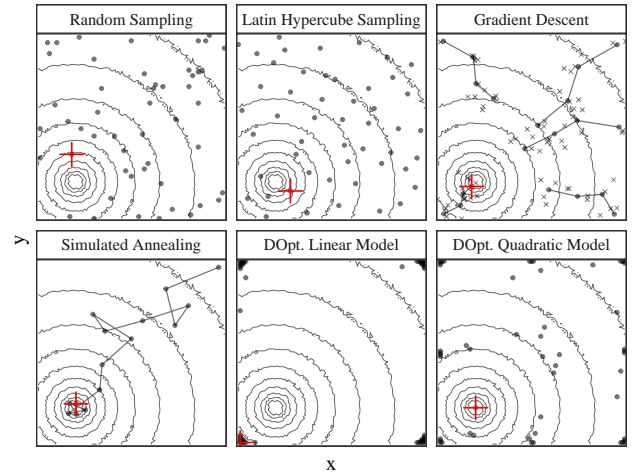 Random Sampling
Latin Hypercube Sampling
Gradient Descent
Simulated Annealing
DOpt. Linear Model
DOpt. Quadratic Model
y
x